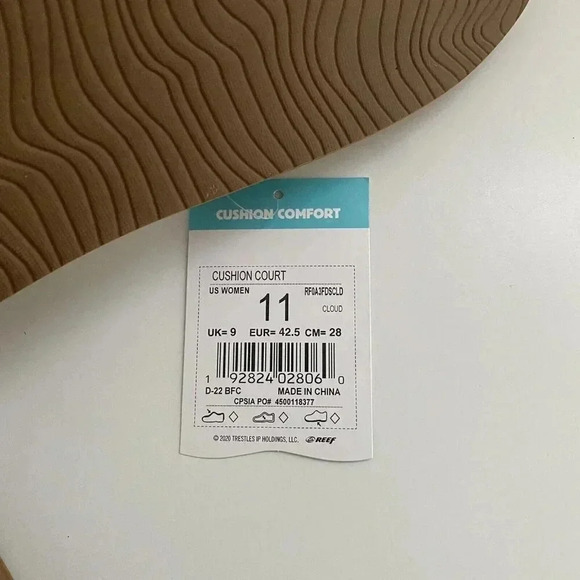 CUSHION COMFORT
CUSHION COURT
US WOMEN 11 RF0A3FDSCLD
CLOUD
UK= 9 EUR= 42.5 CM= 28
1 92824 02806 0
D-22 BFC MADE IN CHINA
CPSIA PO# 4500118377
© 2020 TRESTLES IP HOLDINGS, LLC. REEF